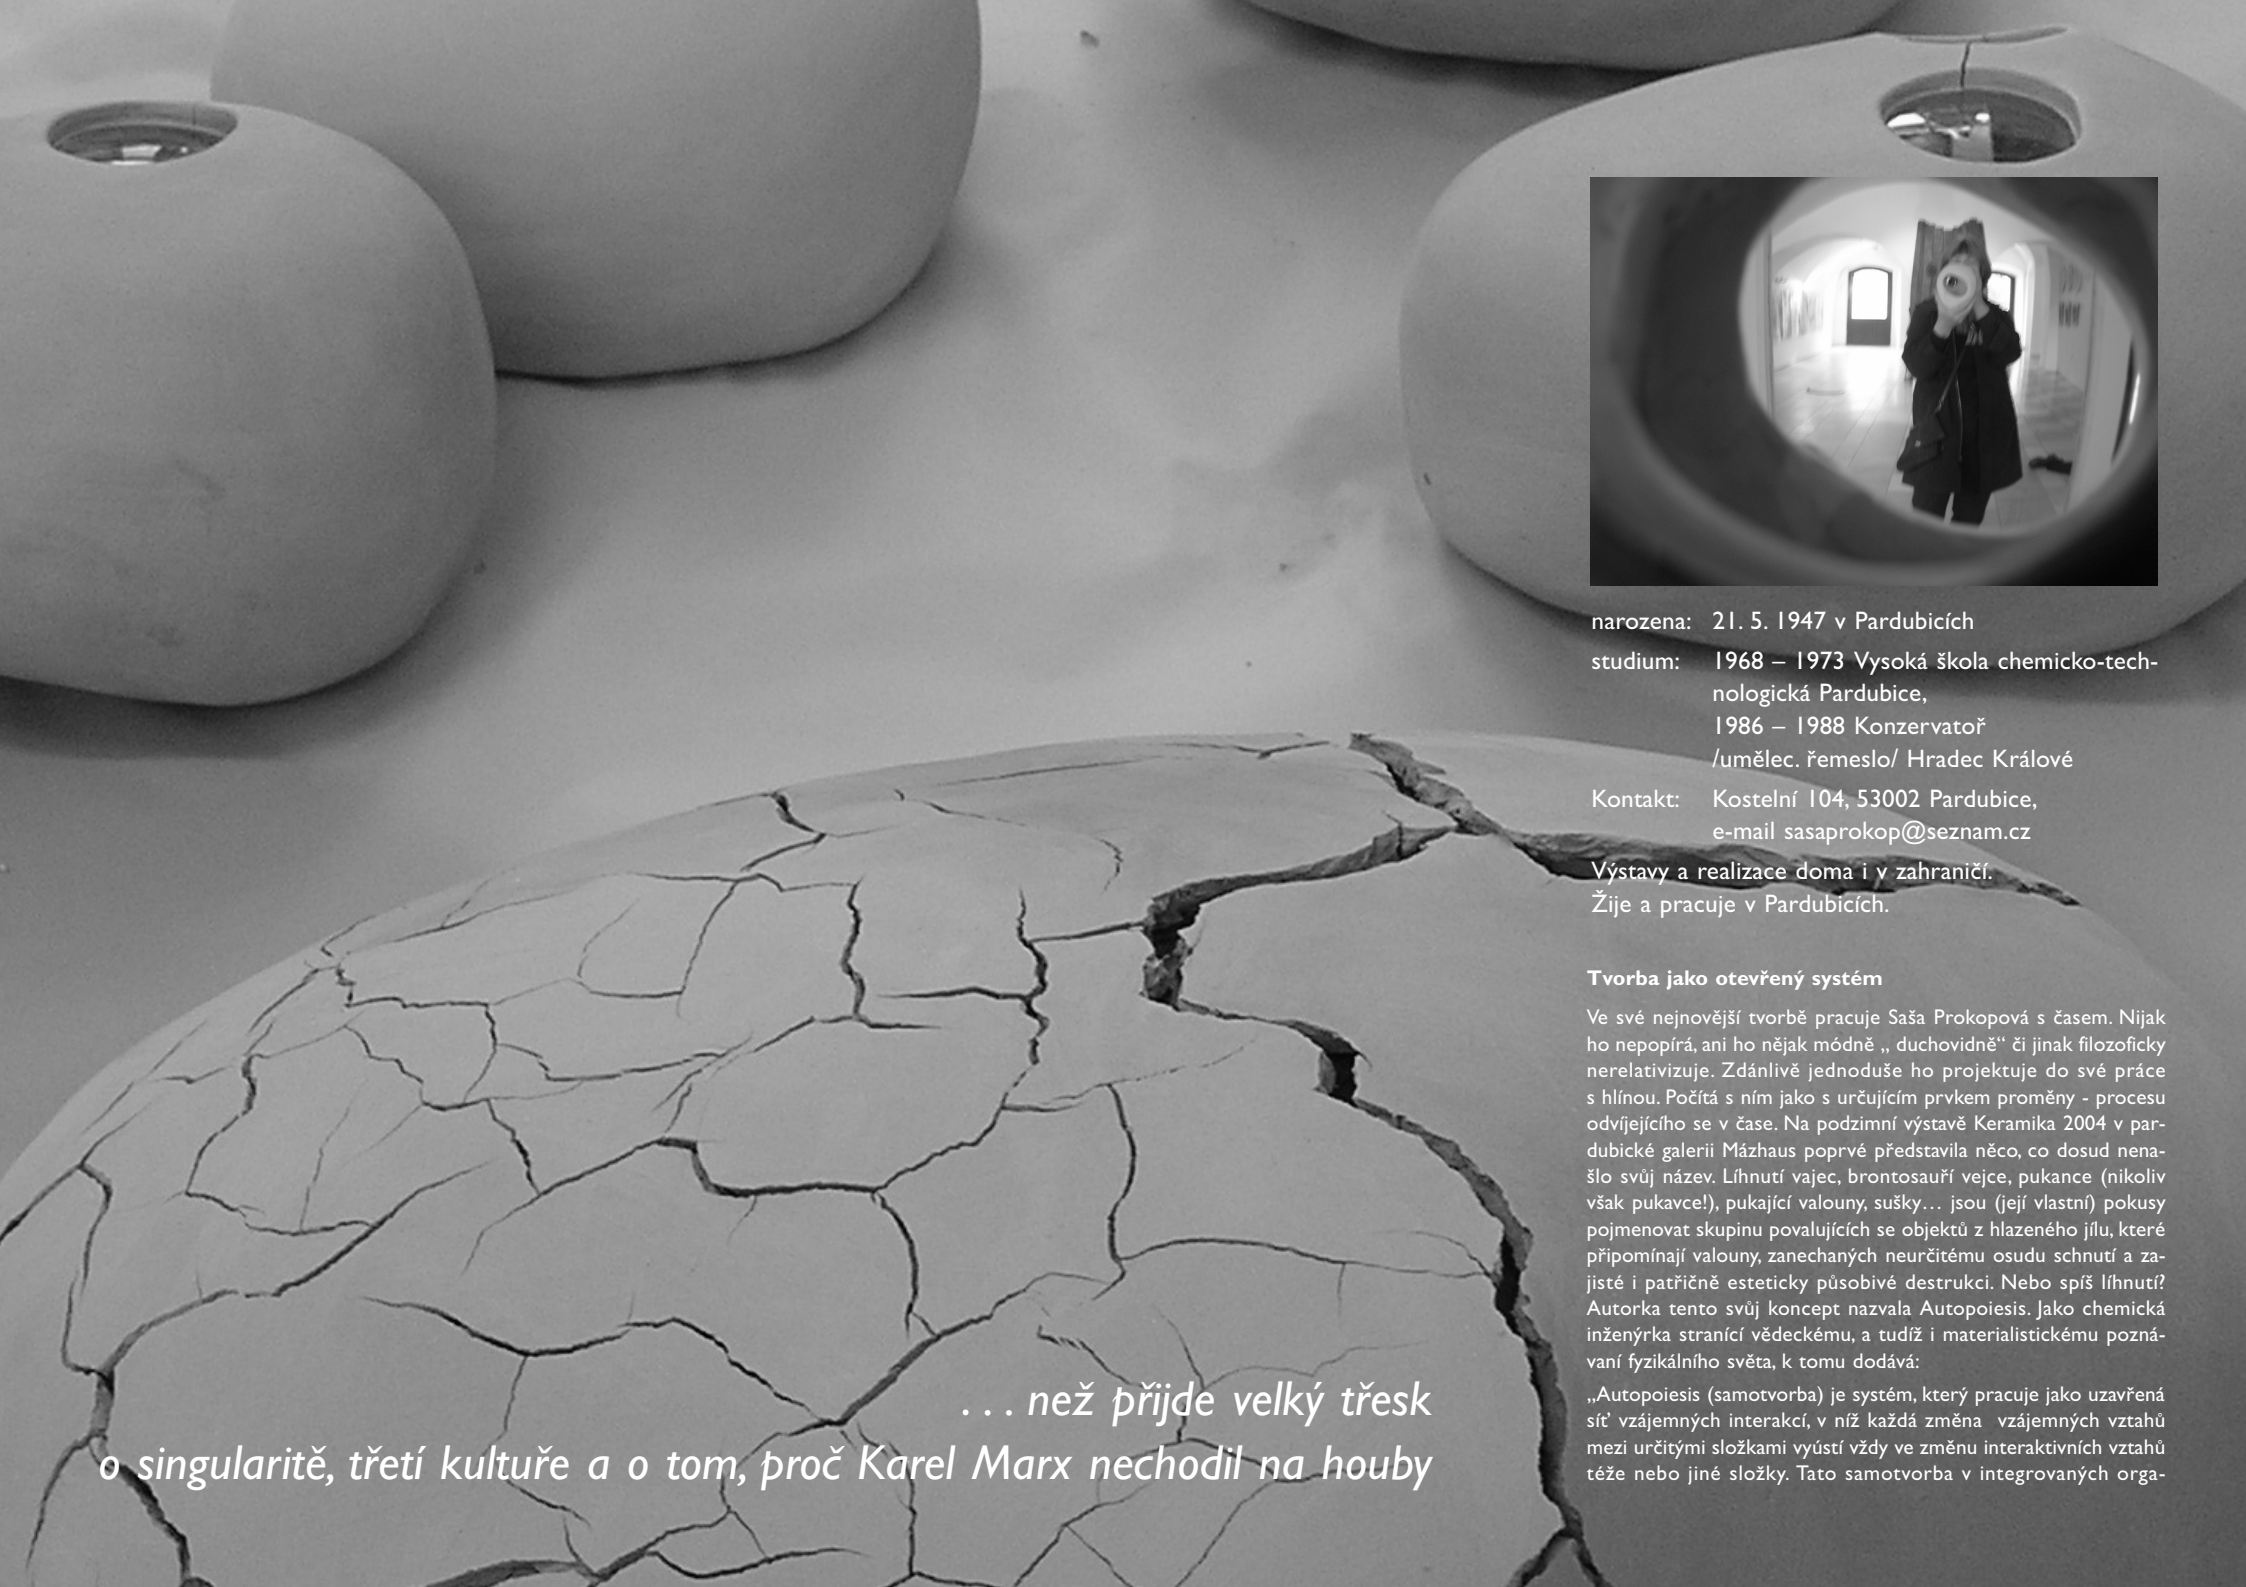 narozena: 21. 5. 1947 v Pardubicích
studium: 1968 – 1973 Vysoká škola chemicko-tech-
nologická Pardubice,
1986 – 1988 Konzervatoř
/umělec. řemeslo/ Hradec Králové
Kontakt: Kostelní 104, 53002 Pardubice,
e-mail sasaprokop@seznam.cz
Výstavy a realizace doma i v zahraničí.
Žije a pracuje v Pardubicích.
Tvorba jako otevřený systém
Ve své nejnovější tvorbě pracuje Saša Prokopová s časem. Nijak
ho nepopírá, ani ho nějak módně „ duchovidně“ či jinak filozoficky
nerelativizuje. Zdánlivě jednoduše ho projektuje do své práce
s hlínou. Počítá s ním jako s určujícím prvkem proměny - procesu
odvíjejícího se v čase. Na podzimní výstavě Keramika 2004 v par-
dubické galerii Mázhaus poprvé představila něco, co dosud nena-
šlo svůj název. Líhnutí vajec, brontosauří vejce, pukance (nikoliv
však pukavce!), pukající valouny, sušky… jsou (její vlastní) pokusy
pojmenovat skupinu povalujících se objektů z hlazeného jílu, které
připomínají valouny, zanechaných neurčitému osudu schnutí a za-
jisté i patřičně esteticky působivé destrukci. Nebo spíš líhnutí?
Autorka tento svůj koncept nazvala Autopoiesis. Jako chemická
inženýrka stranící vědeckému, a tudíž i materialistickému pozná-
vaní fyzikálního světa, k tomu dodává:
„Autopoiesis (samotvorba) je systém, který pracuje jako uzavřená
síť vzájemných interakcí, v níž každá změna  vzájemných vztahů
mezi určitými složkami vyústí vždy ve změnu interaktivních vztahů
téže nebo jiné složky. Tato samotvorba v integrovaných orga-
. . . než přijde velký třesk
o singularitě, třetí kultuře a o tom, proč Karel Marx nechodil na houby